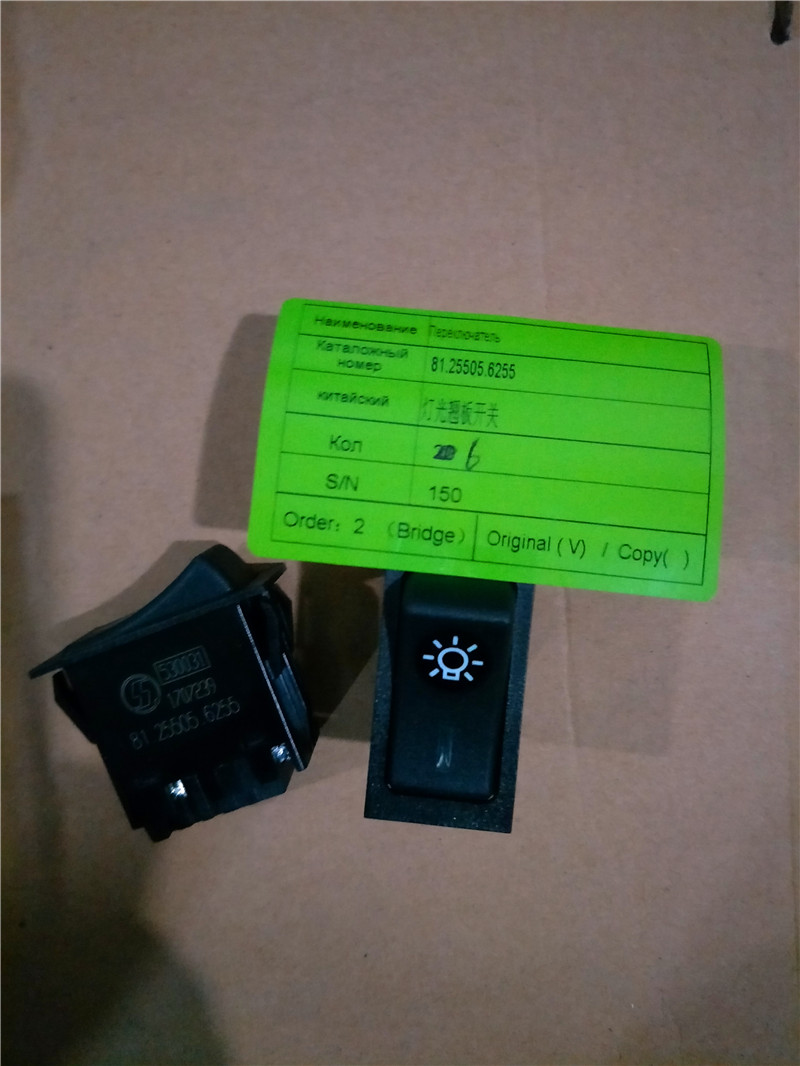 Наименование Переключатель
Каталожный номер 81.25505.6255
китайский 灯光翘板开关
Кол 6
S/N 150
Order: 2 (Bridge) Original (V) / Copy( )
530031
81 25505 6255